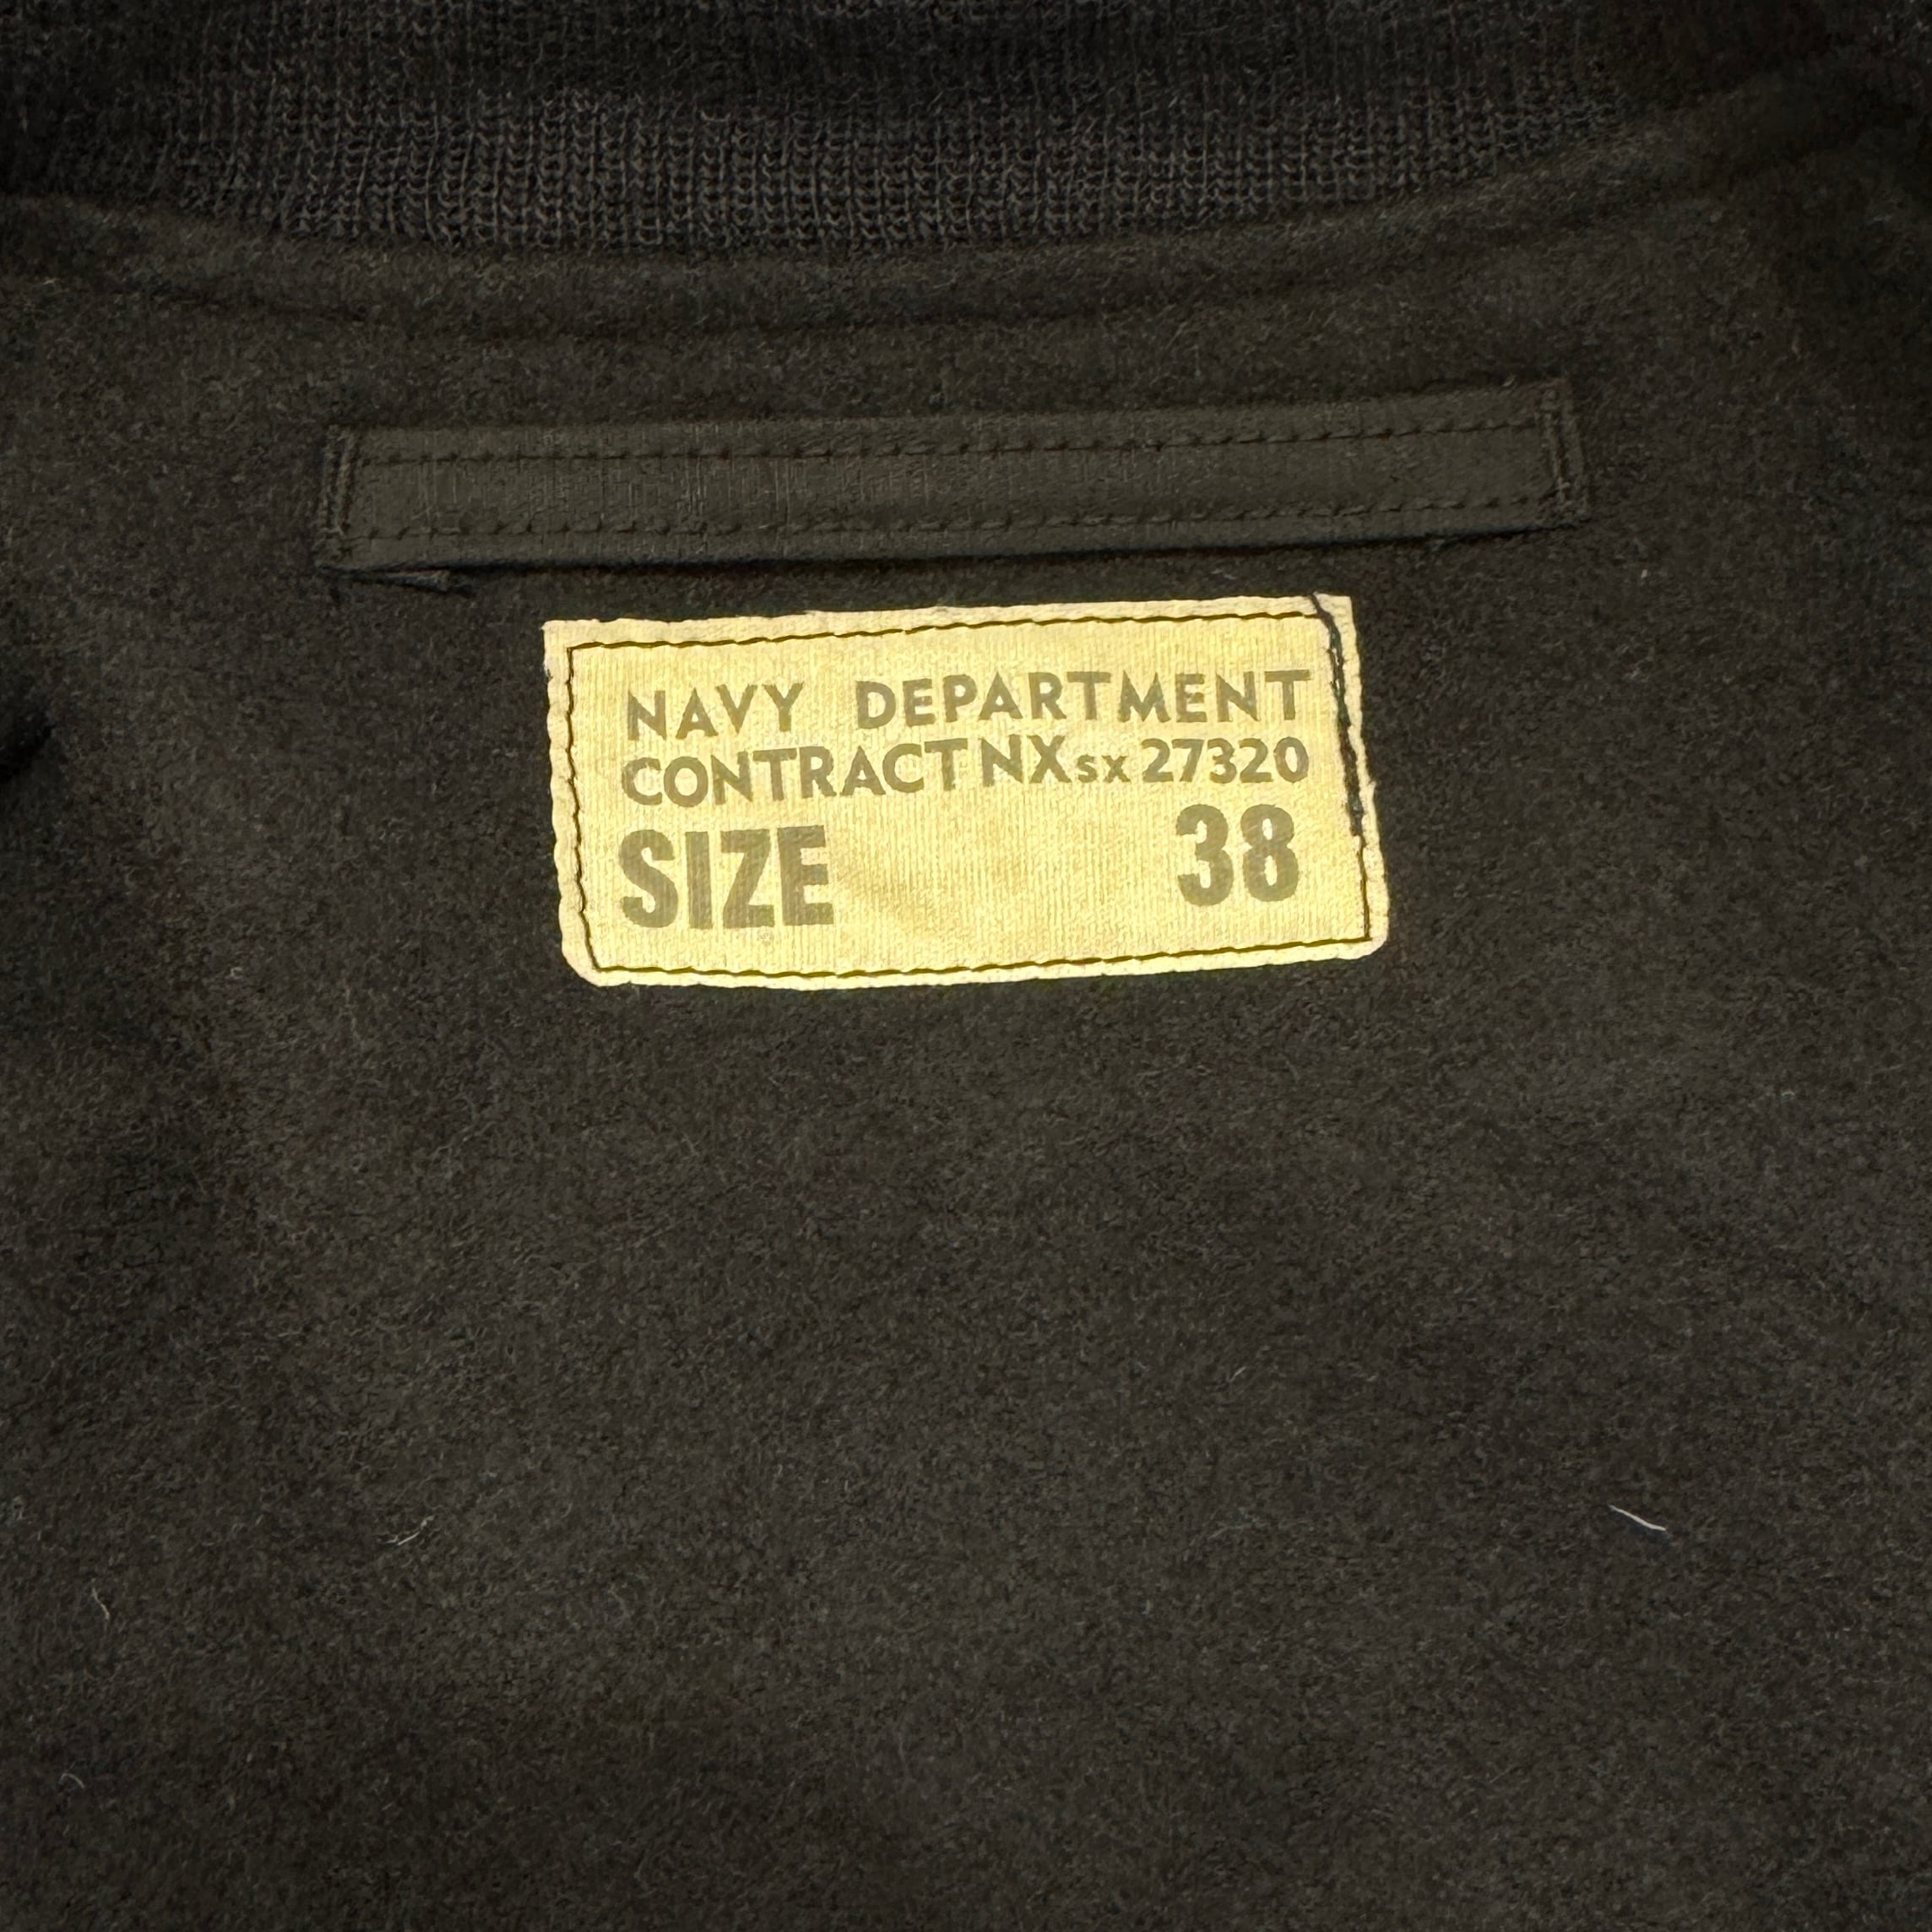 NAVY DEPARTMENT
CONTRACT NXsx 27320
SIZE 38